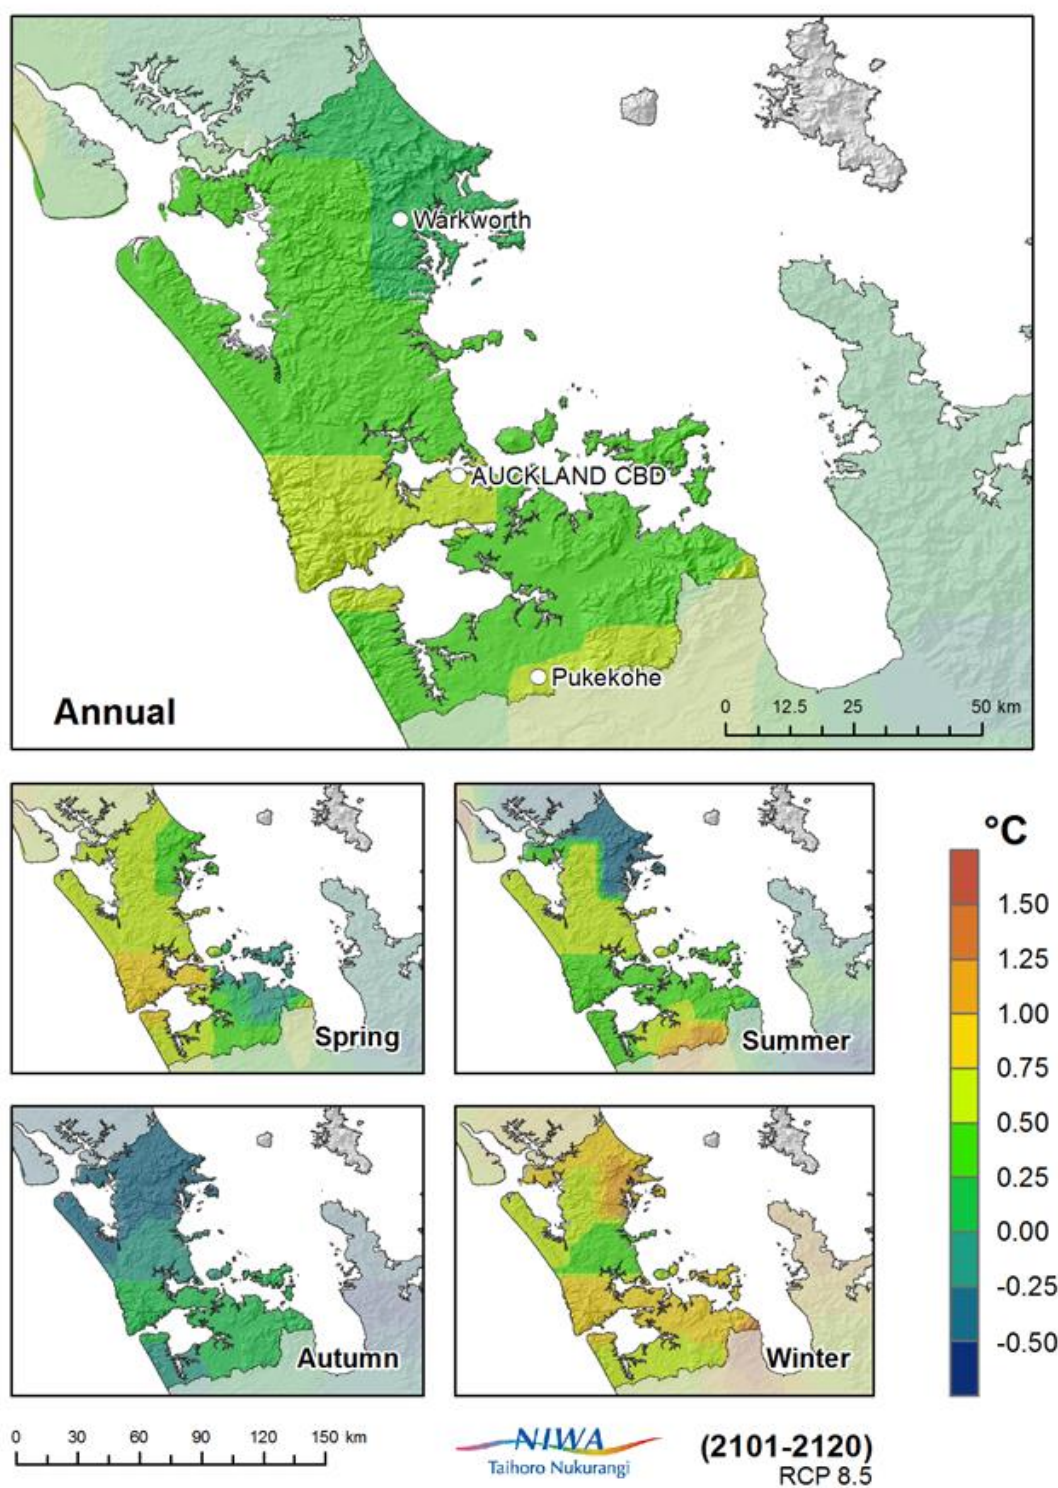 Warkworth
AUCKLAND CBD
Pukekohe
Annual
0 12.5 25 50 km
°C
1.50
1.25
1.00
0.75
0.50
0.25
0.00
-0.25
-0.50
Spring
Summer
Autumn
Winter
0 30 60 90 120 150 km
NIWA
Taihoro Nukurangi
(2101-2120)
RCP 8.5